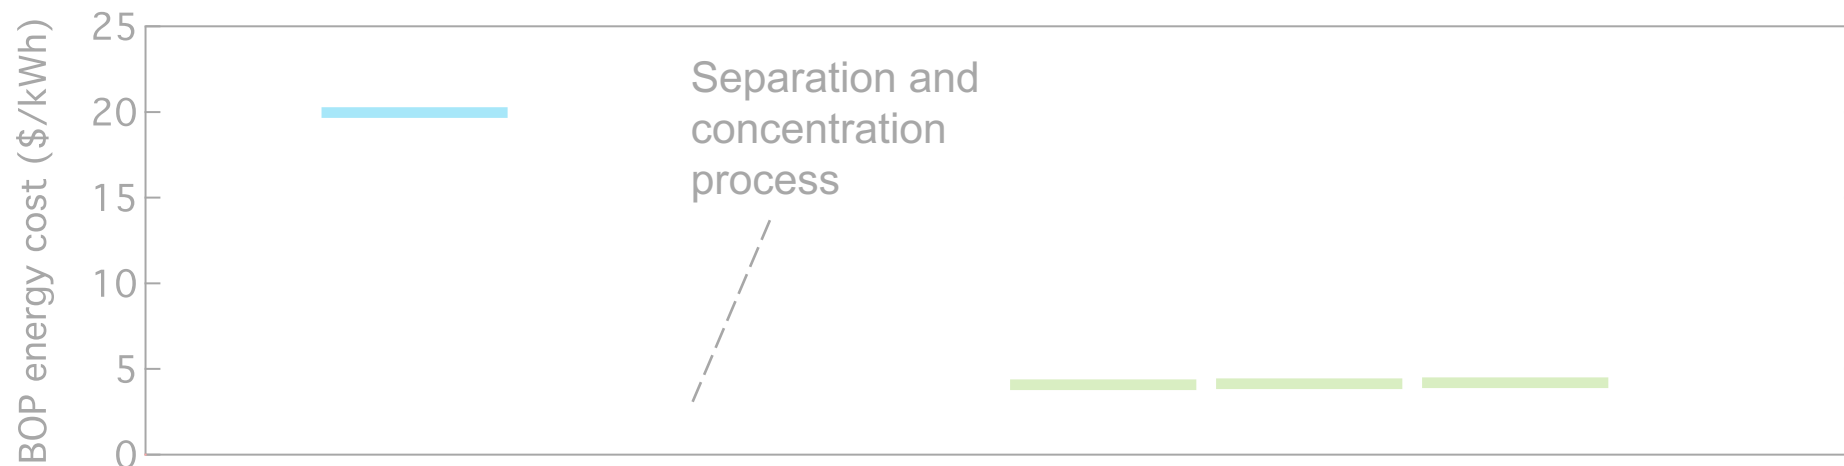 BOP energy cost ($/kWh)
25
20
15
10
5
0
Separation and
concentration
process